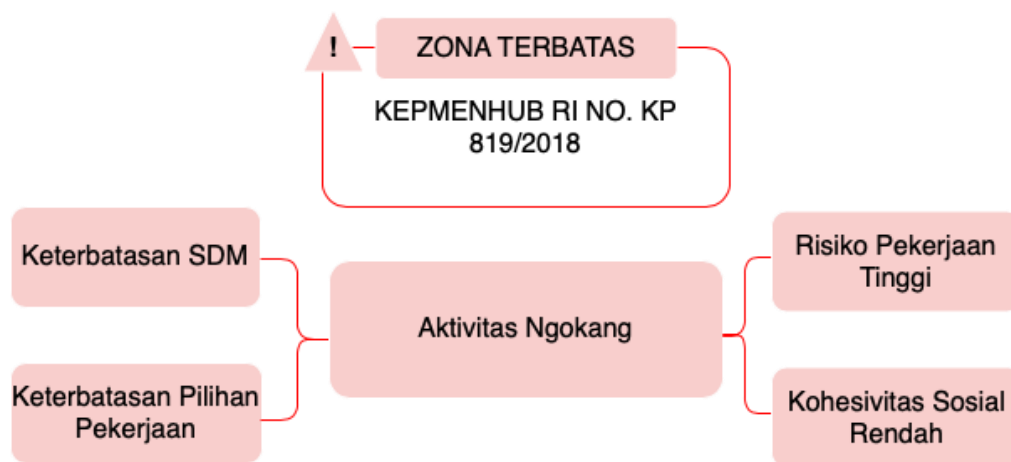 !
ZONA TERBATAS
KEPMENHUB RI NO. KP
819/2018
Keterbatasan SDM
Keterbatasan Pilihan
Pekerjaan
Aktivitas Ngokang
Risiko Pekerjaan
Tinggi
Kohesivitas Sosial
Rendah